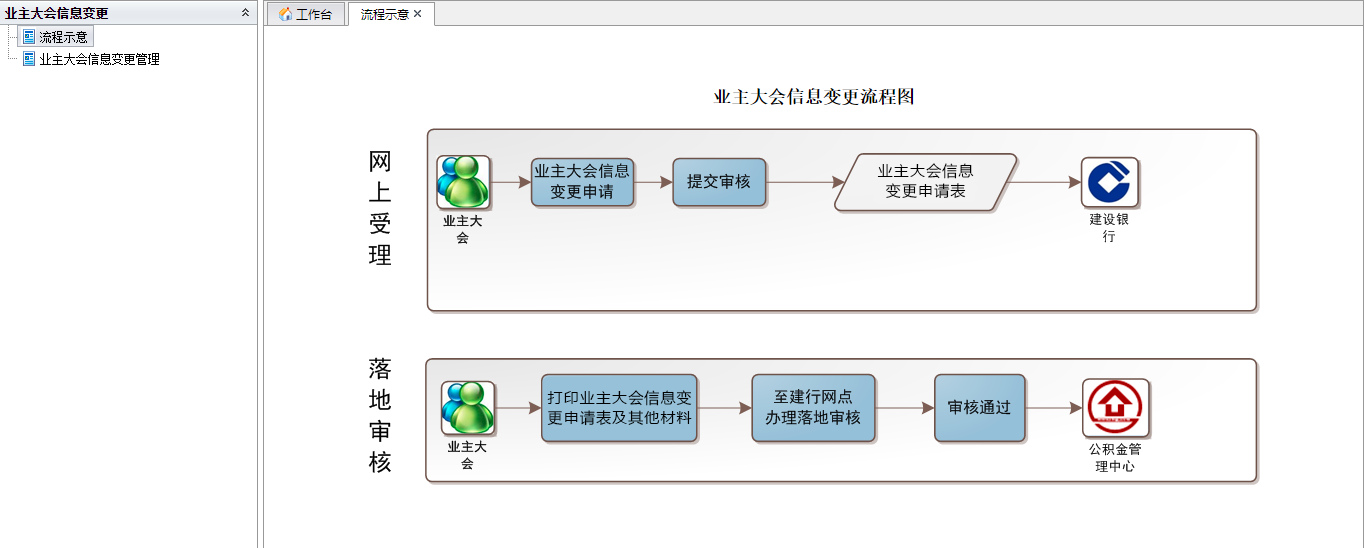 业主大会信息变更
流程示意
业主大会信息变更管理
工作台
流程示意
业主大会信息变更流程图
网
上
受
理
业主大
会
业主大会信息
变更申请
提交审核
业主大会信息
变更申请表
建设银
行
落
地
审
核
业主大
会
打印业主大会信息变
更申请表及其他材料
至建行网点
办理落地审核
审核通过
公积金管
理中心